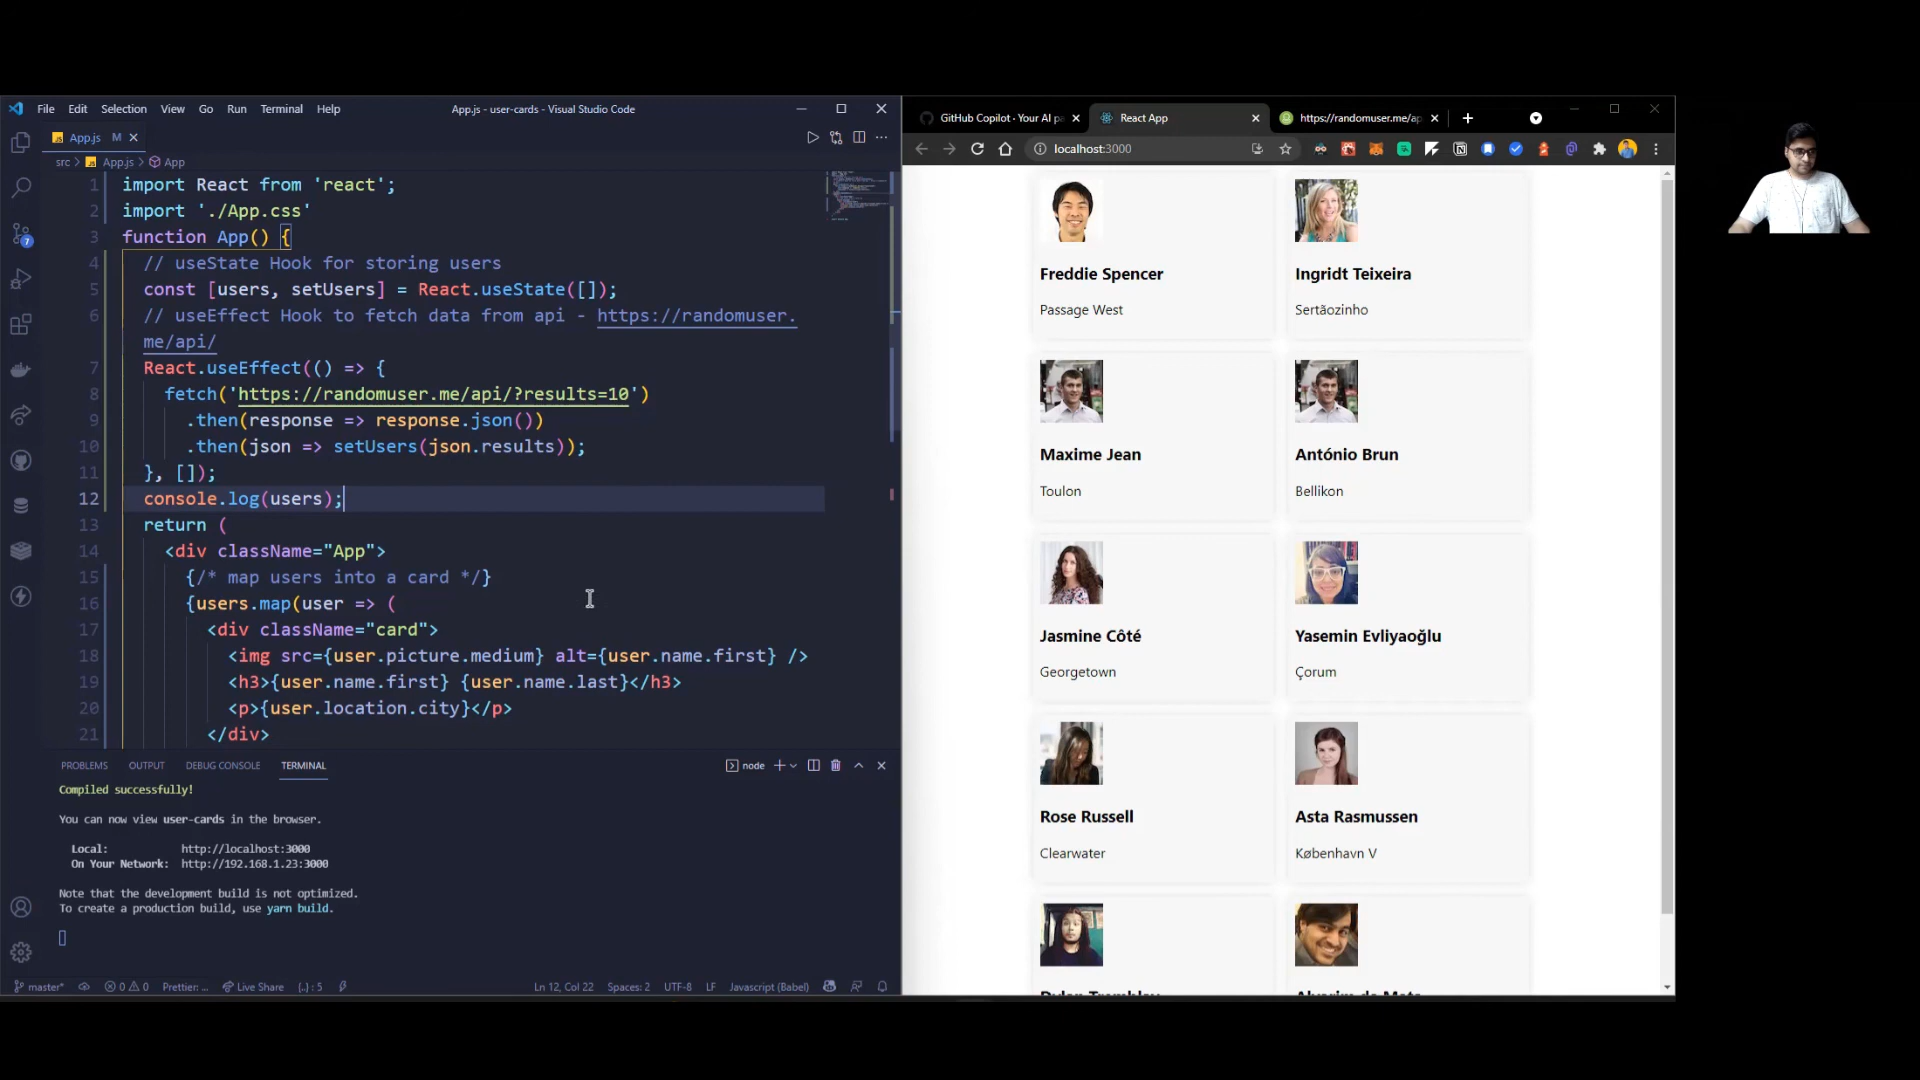 File Edit Selection View Go Run Terminal Help App.js - user-cards - Visual Studio Code
App.js M
src > App.js > App
1 import React from 'react';
2 import './App.css'
3 function App() {
4 // useState Hook for storing users
5 const [users, setUsers] = React.useState([]);
6 // useEffect Hook to fetch data from api - https://randomuser.
me/api/
7 React.useEffect(() => {
8 fetch('https://randomuser.me/api/?results=10')
9 .then(response => response.json())
10 .then(json => setUsers(json.results));
11 }, []);
12 console.log(users);
13 return (
14 <div className="App">
15 {/* map users into a card */}
16 {users.map(user => (
17 <div className="card">
18 <img src={user.picture.medium} alt={user.name.first} />
19 <h3>{user.name.first} {user.name.last}</h3>
20 <p>{user.location.city}</p>
21 </div>
7
PROBLEMS OUTPUT DEBUG CONSOLE TERMINAL node
Compiled successfully!
You can now view user-cards in the browser.
Local: http://localhost:3000
On Your Network: http://192.168.1.23:3000
Note that the development build is not optimized.
To create a production build, use yarn build.
master* 0 0 Prettier: ... Live Share {..} : 5 Ln 12, Col 22 Spaces: 2 UTF-8 LF Javascript (Babel)
GitHub Copilot · Your AI pa React App https://randomuser.me/ap
localhost:3000
Freddie Spencer
Passage West
Ingridt Teixeira
Sertãozinho
Maxime Jean
Toulon
António Brun
Bellikon
Jasmine Côté
Georgetown
Yasemin Evliyaoğlu
Çorum
Rose Russell
Clearwater
Asta Rasmussen
København V